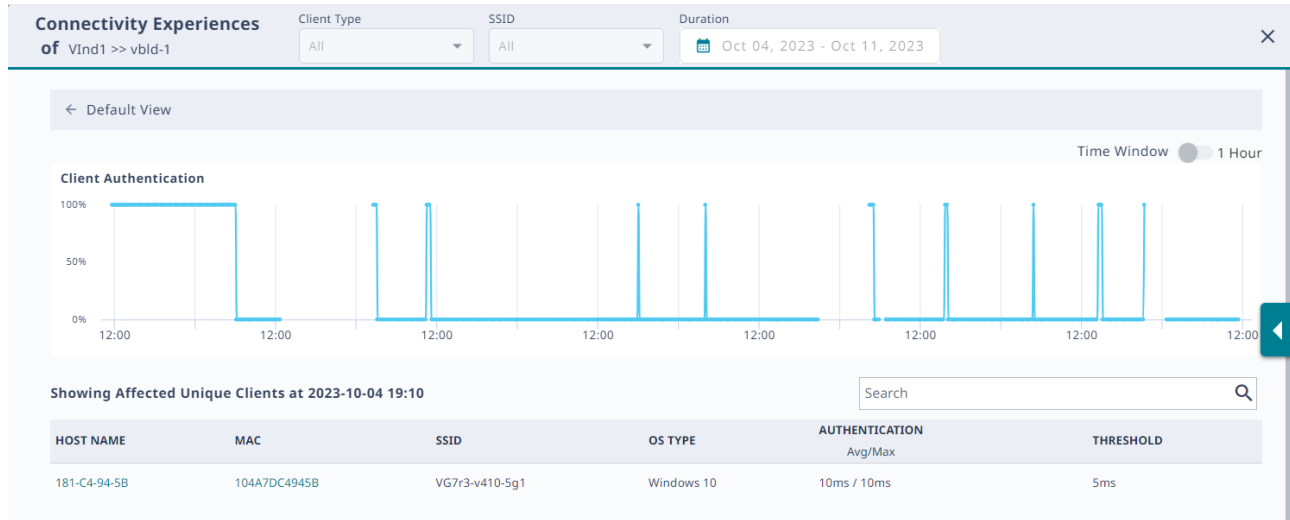 Connectivity Experiences
of VInd1 >> vbld-1
Client Type
All
SSID
All
Duration
Oct 04, 2023 - Oct 11, 2023
← Default View
Time Window 1 Hour
Client Authentication
100%
50%
0%
12:00 12:00 12:00 12:00 12:00 12:00 12:00 12:00
Showing Affected Unique Clients at 2023-10-04 19:10
Search
HOST NAME MAC SSID OS TYPE AUTHENTICATION Avg/Max THRESHOLD
181-C4-94-5B 104A7DC4945B VG7r3-v410-5g1 Windows 10 10ms / 10ms 5ms